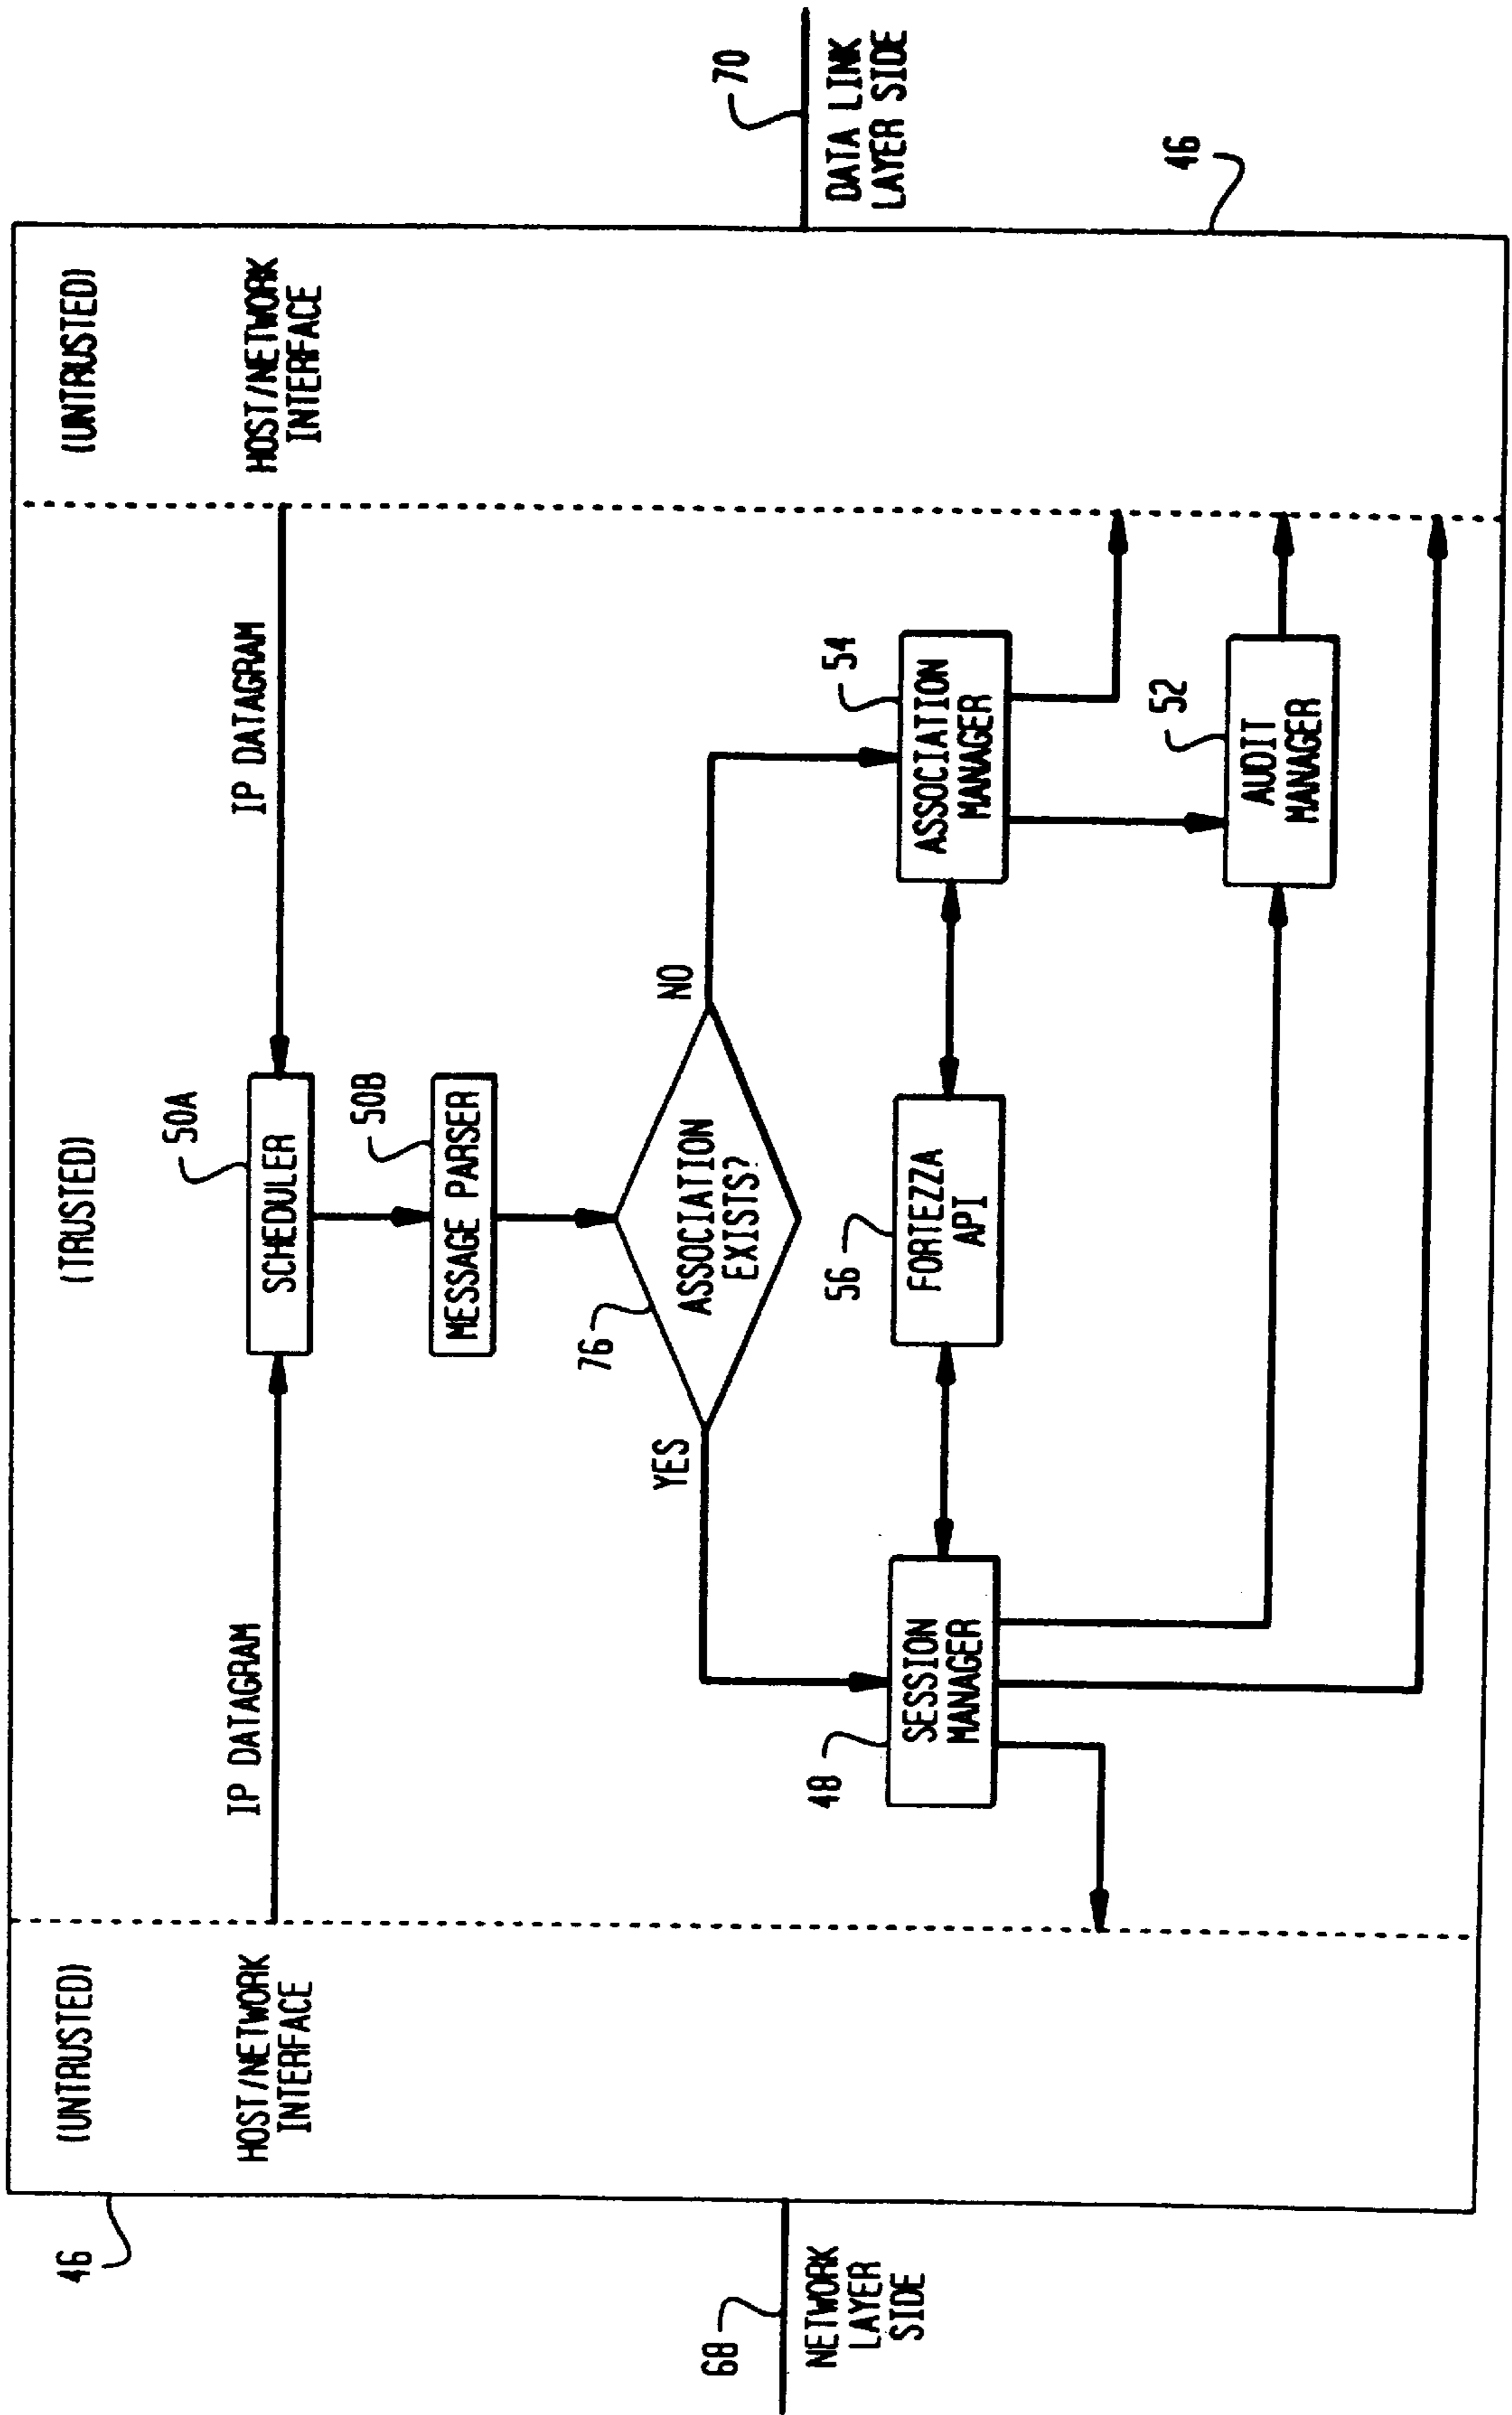 46
(UNTRUSTED)
(TRUSTED)
(UNTRUSTED)
HOST/NETWORK
INTERFACE
IP DATAGRAM
50A
SCHEDULER
IP DATAGRAM
HOST/NETWORK
INTERFACE
50B
MESSAGE PARSER
76
ASSOCIATION
EXISTS?
YES
NO
68
NETWORK
LAYER
SIDE
70
DATA LINK
LAYER SIDE
48
SESSION
MANAGER
56
FORTEZZA
API
54
ASSOCIATION
MANAGER
52
AUDIT
MANAGER
46